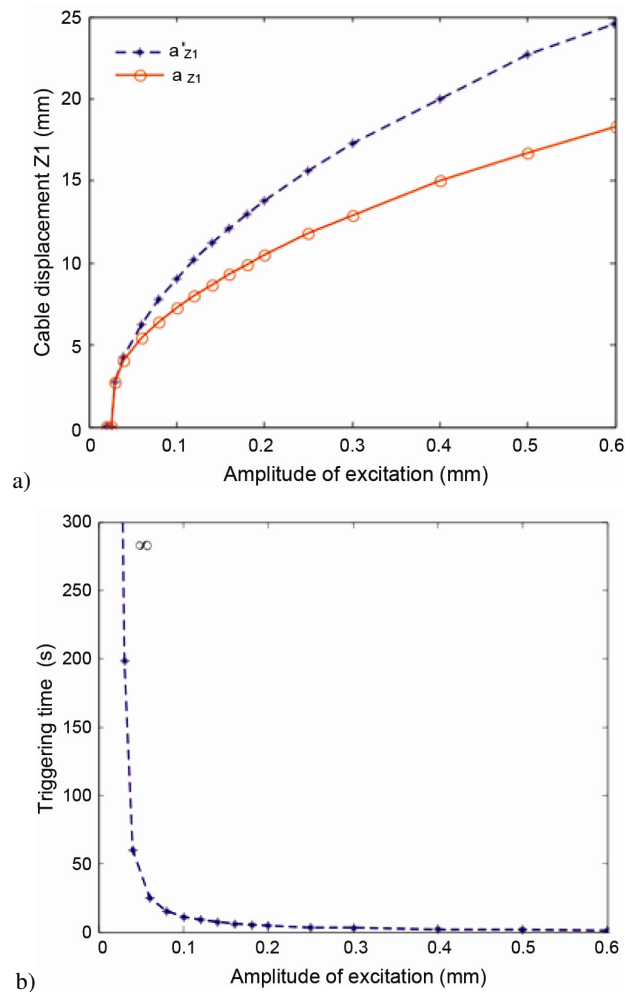 25
20
15
10
5
0
Cable displacement Z1 (mm)
a*Z1
a Z1
0 0.1 0.2 0.3 0.4 0.5 0.6
Amplitude of excitation (mm)
a)
300
250
200
150
100
50
0
Triggering time (s)
∞
0 0.1 0.2 0.3 0.4 0.5 0.6
Amplitude of excitation (mm)
b)